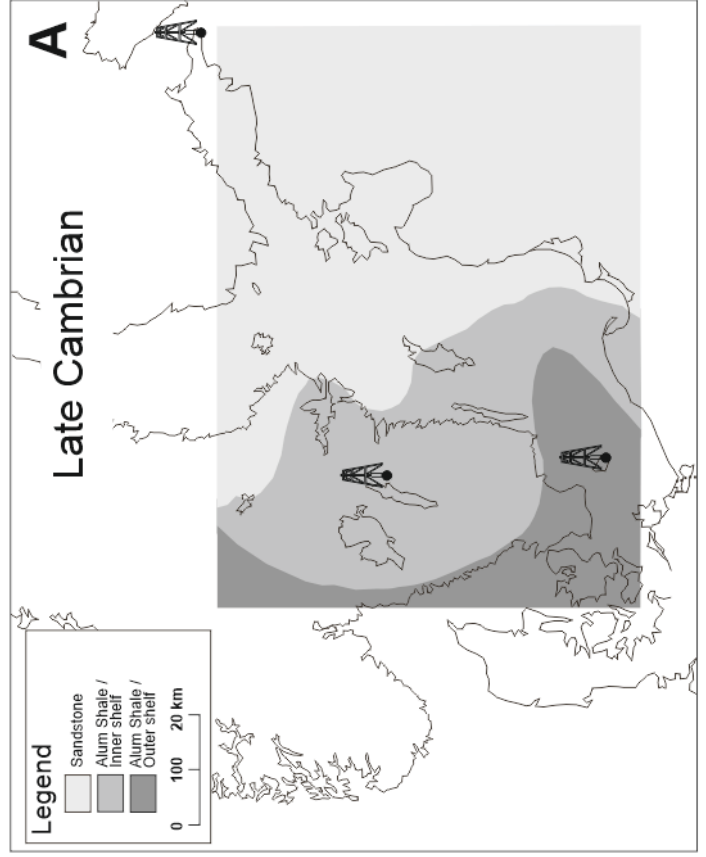 A
Late Cambrian
Legend
Sandstone
Alum Shale /
Inner shelf
Alum Shale /
Outer shelf
0 100 20 km